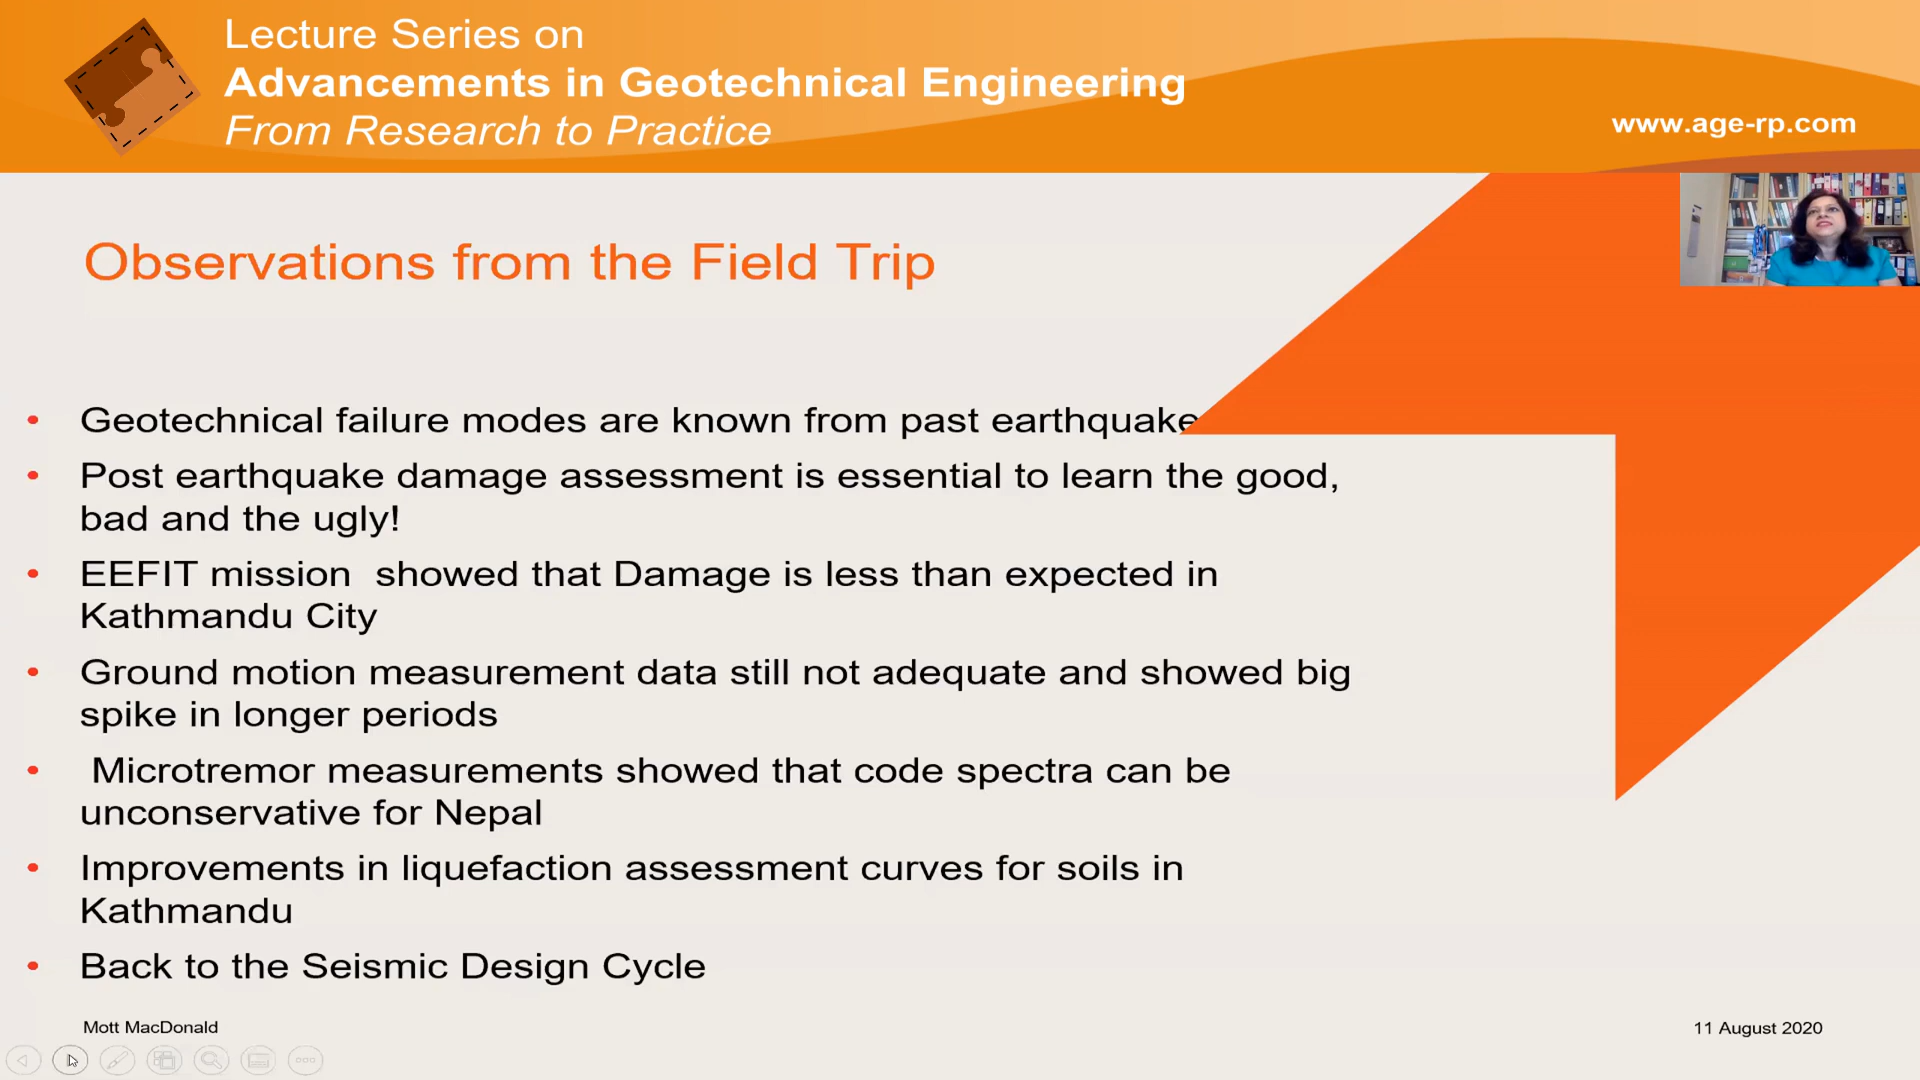 Lecture Series on
Advancements in Geotechnical Engineering
From Research to Practice
www.age-rp.com
Observations from the Field Trip
• Geotechnical failure modes are known from past earthquake
• Post earthquake damage assessment is essential to learn the good,
bad and the ugly!
• EEFIT mission showed that Damage is less than expected in
Kathmandu City
• Ground motion measurement data still not adequate and showed big
spike in longer periods
• Microtremor measurements showed that code spectra can be
unconservative for Nepal
• Improvements in liquefaction assessment curves for soils in
Kathmandu
• Back to the Seismic Design Cycle
Mott MacDonald
11 August 2020